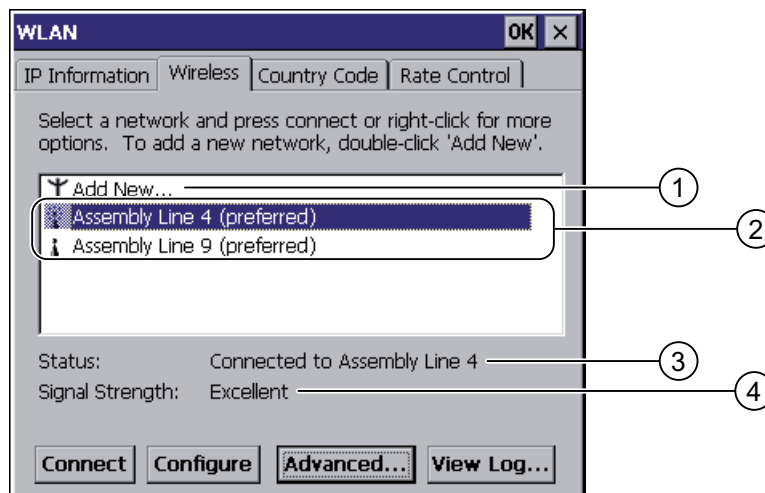 WLAN OK ×
IP Information Wireless Country Code Rate Control
Select a network and press connect or right-click for more
options. To add a new network, double-click 'Add New'.
Add New... 1
Assembly Line 4 (preferred) 2
Assembly Line 9 (preferred)
Status: Connected to Assembly Line 4 3
Signal Strength: Excellent 4
Connect Configure Advanced... View Log...